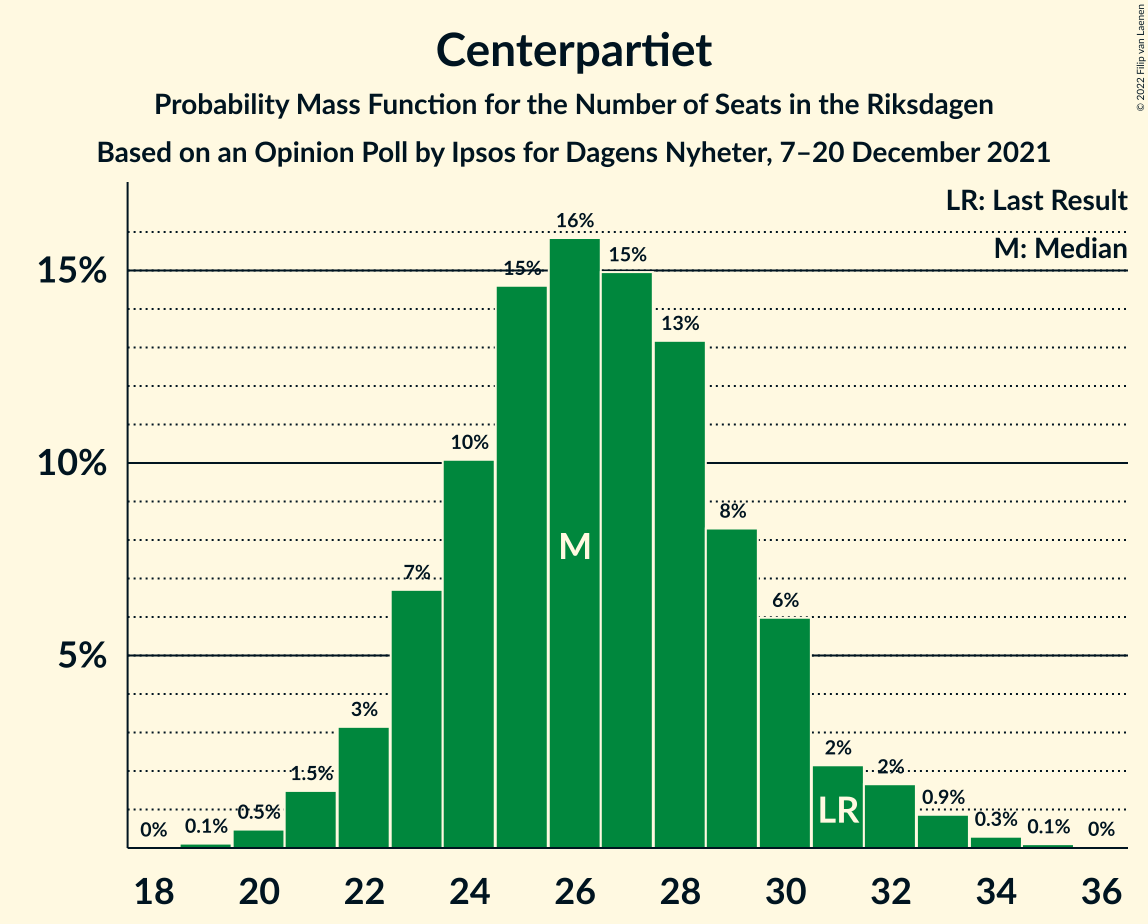 Centerpartiet
Probability Mass Function for the Number of Seats in the Riksdagen
Based on an Opinion Poll by Ipsos for Dagens Nyheter, 7–20 December 2021
© 2022 Filip van Laenen
LR: Last Result
M: Median
15%
10%
5%
0%
0.1%
0.5%
1.5%
3%
7%
10%
15%
16%
15%
13%
8%
6%
2%
2%
0.9%
0.3%
0.1%
0%
M
LR
18 20 22 24 26 28 30 32 34 36